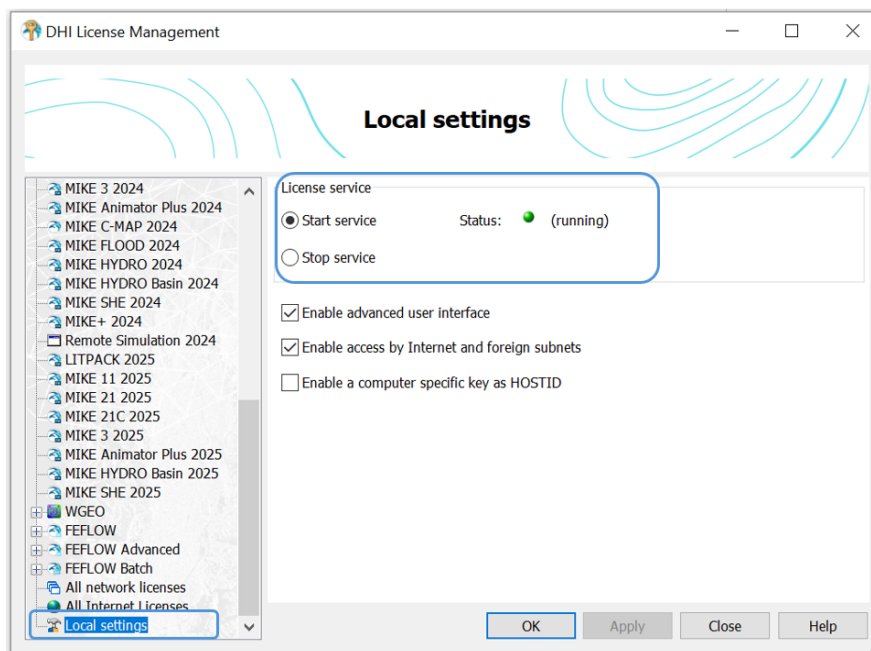 DHI License Management
Local settings
MIKE 3 2024
MIKE Animator Plus 2024
MIKE C-MAP 2024
MIKE FLOOD 2024
MIKE HYDRO 2024
MIKE HYDRO Basin 2024
MIKE SHE 2024
MIKE+ 2024
Remote Simulation 2024
LITPACK 2025
MIKE 11 2025
MIKE 21 2025
MIKE 21C 2025
MIKE 3 2025
MIKE Animator Plus 2025
MIKE HYDRO Basin 2025
MIKE SHE 2025
WGEO
FEFLOW
FEFLOW Advanced
FEFLOW Batch
All network licenses
All Internet Licenses
Local settings
License service
Start service Status: (running)
Stop service
Enable advanced user interface
Enable access by Internet and foreign subnets
Enable a computer specific key as HOSTID
OK Apply Close Help